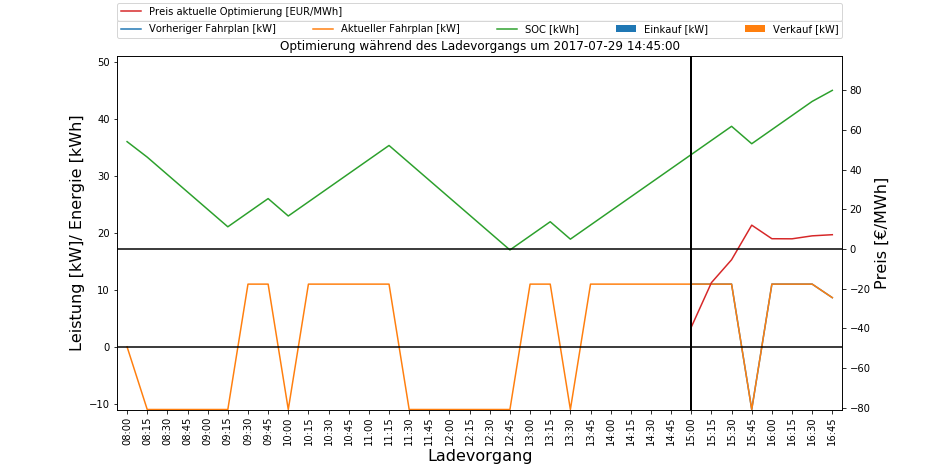 Preis aktuelle Optimierung [EUR/MWh]
Vorheriger Fahrplan [kW] Aktueller Fahrplan [kW] SOC [kWh] Einkauf [kW] Verkauf [kW]
Optimierung während des Ladevorgangs um 2017-07-29 14:45:00
Leistung [kW]/ Energie [kWh]
50
40
30
20
10
0
−10
80
60
40
20
0
−20
−40
−60
−80
Preis [€/MWh]
08:00 08:15 08:30 08:45 09:00 09:15 09:30 09:45 10:00 10:15 10:30 10:45 11:00 11:15 11:30 11:45 12:00 12:15 12:30 12:45 13:00 13:15 13:30 13:45 14:00 14:15 14:30 14:45 15:00 15:15 15:30 15:45 16:00 16:15 16:30 16:45
Ladevorgang